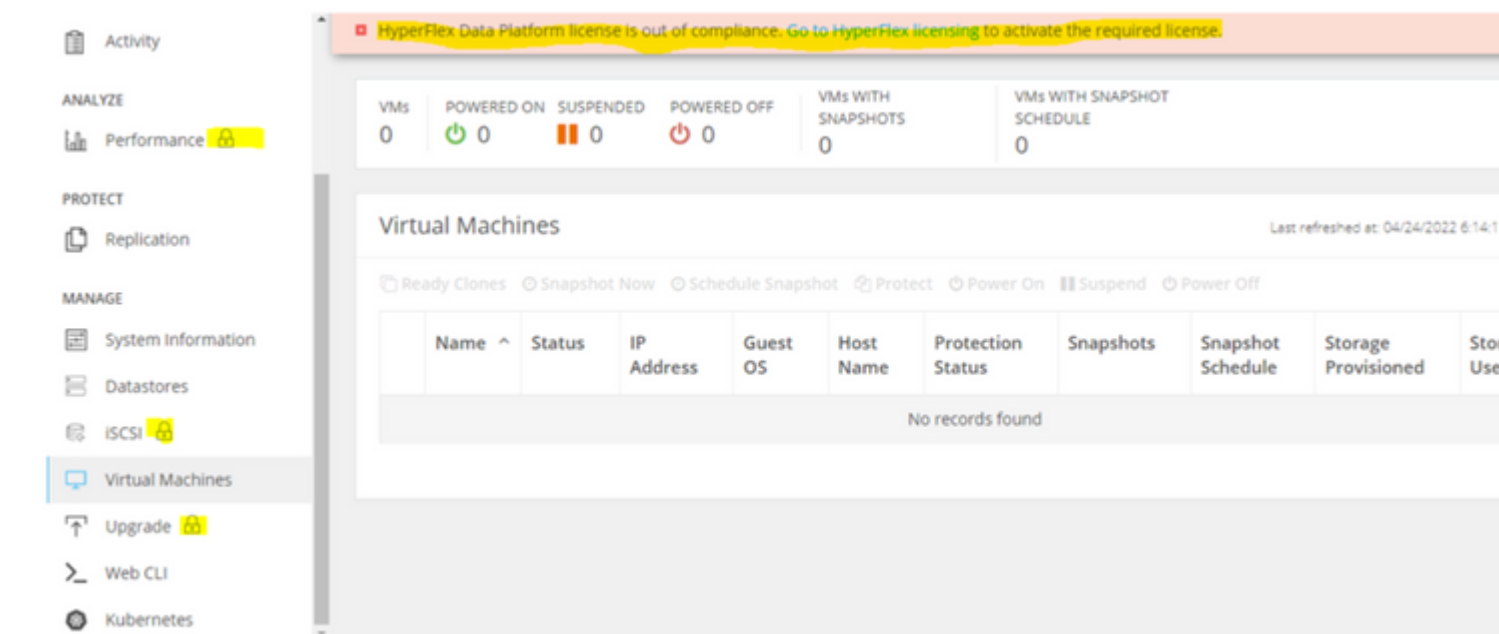 Activity
ANALYZE
Performance
PROTECT
Replication
MANAGE
System Information
Datastores
iSCSI
Virtual Machines
Upgrade
Web CLI
Kubernetes
HyperFlex Data Platform license is out of compliance. Go to HyperFlex licensing to activate the required license.
VMs
0
POWERED ON
0
SUSPENDED
0
POWERED OFF
0
VMs WITH
SNAPSHOTS
0
VMs WITH SNAPSHOT
SCHEDULE
0
Virtual Machines
Last refreshed at: 04/24/2022 6:14:1
Ready Clones Snapshot Now Schedule Snapshot Protect Power On Suspend Power Off
Name Status IP Address Guest OS Host Name Protection Status Snapshots Snapshot Schedule Storage Provisioned Sto Use
No records found